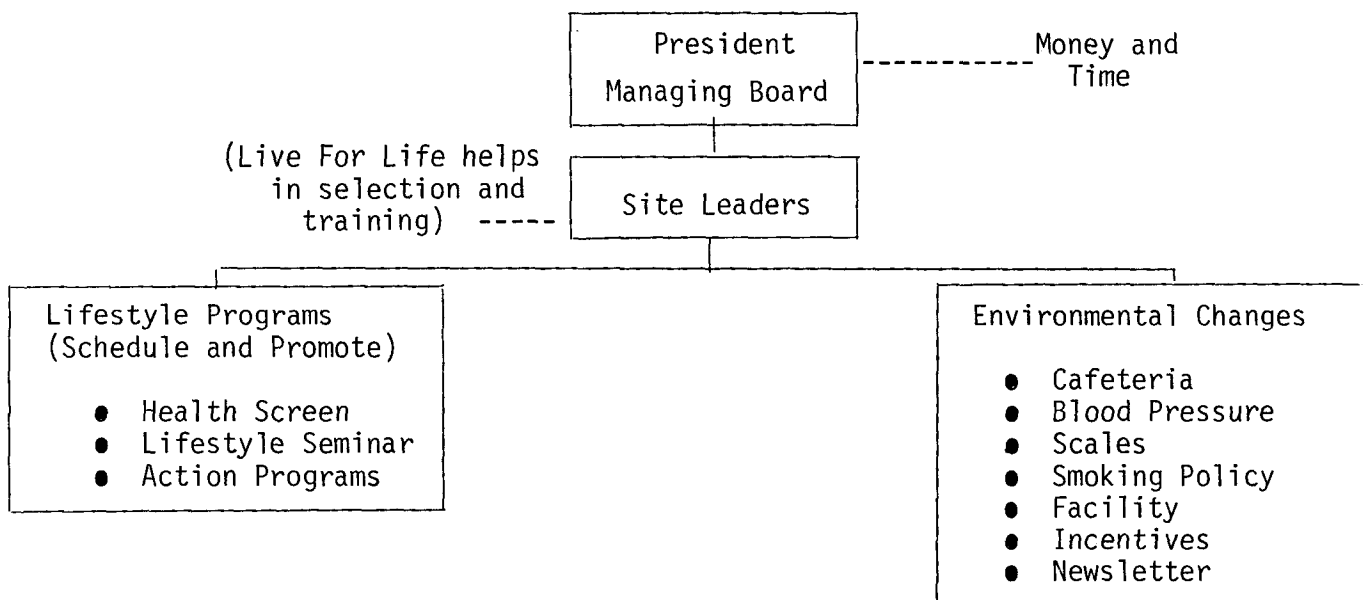 President
Managing Board
Money and
Time
(Live For Life helps
in selection and
training)
Site Leaders
Lifestyle Programs
(Schedule and Promote)
● Health Screen
● Lifestyle Seminar
● Action Programs
Environmental Changes
● Cafeteria
● Blood Pressure
● Scales
● Smoking Policy
● Facility
● Incentives
● Newsletter